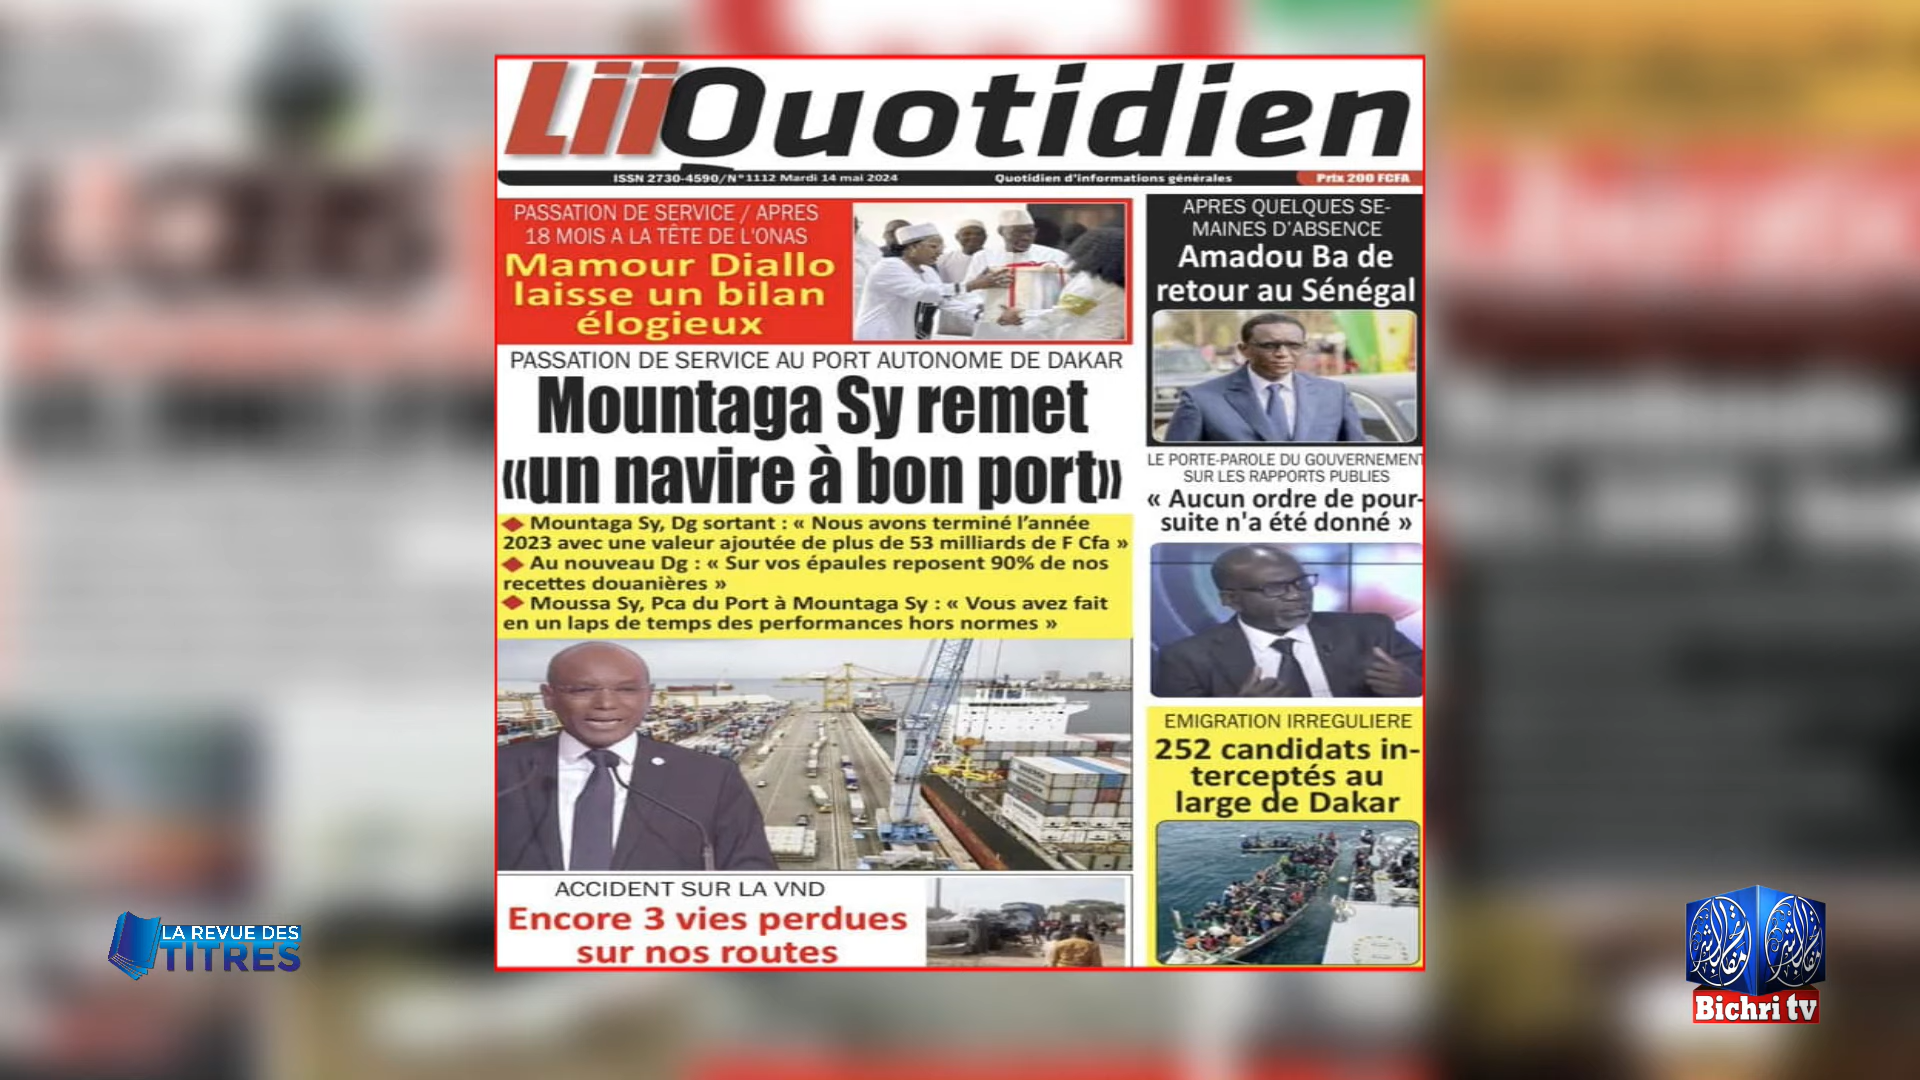 Lii Quotidien
ISSN 2730-4590/N°1112 Mardi 14 mai 2024
Quotidien d'informations générales
Prix 200 FCFA
PASSATION DE SERVICE / APRES
18 MOIS A LA TÊTE DE L'ONAS
Mamour Diallo
laisse un bilan
élogieux
PASSATION DE SERVICE AU PORT AUTONOME DE DAKAR
Mountaga Sy remet
«un navire à bon port»
Mountaga Sy, Dg sortant : « Nous avons terminé l'année
2023 avec une valeur ajoutée de plus de 53 milliards de F Cfa »
Au nouveau Dg : « Sur vos épaules reposent 90% de nos
recettes douanières »
Moussa Sy, Pca du Port à Mountaga Sy : « Vous avez fait
en un laps de temps des performances hors normes »
ACCIDENT SUR LA VND
Encore 3 vies perdues
sur nos routes
APRES QUELQUES SE-
MAINES D'ABSENCE
Amadou Ba de
retour au Sénégal
LE PORTE-PAROLE DU GOUVERNEMENT
SUR LES RAPPORTS PUBLIES
« Aucun ordre de pour-
suite n'a été donné »
EMIGRATION IRREGULIERE
252 candidats in-
terceptés au
large de Dakar
LA REVUE DES
TITRES
Bichri tv